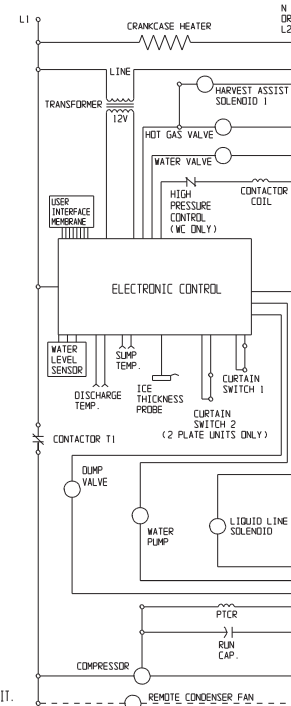 L1
N
OR
L2
CRANKCASE HEATER
LINE
TRANSFORMER
12V
HARVEST ASSIST
SOLENOID 1
HOT GAS VALVE
WATER VALVE
HIGH
PRESSURE
CONTROL
(WC ONLY)
CONTACTOR
COIL
USER
INTERFACE
MEMBRANE
ELECTRONIC CONTROL
WATER
LEVEL
SENSOR
SUMP
TEMP.
DISCHARGE
TEMP.
ICE
THICKNESS
PROBE
CURTAIN
SWITCH 1
CURTAIN
SWITCH 2
(2 PLATE UNITS ONLY)
CONTACTOR T1
DUMP
VALVE
WATER
PUMP
LIQUID LINE
SOLENOID
PTCR
RUN
CAP.
COMPRESSOR
IT.
REMOTE CONDENSER FAN